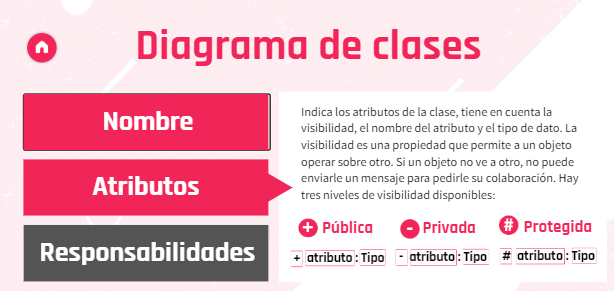 Diagrama de clases
Nombre
Atributos
Responsabilidades
Indica los atributos de la clase, tiene en cuenta la
visibilidad, el nombre del atributo y el tipo de dato. La
visibilidad es una propiedad que permite a un objeto
operar sobre otro. Si un objeto no ve a otro, no puede
enviarle un mensaje para pedirle su colaboración. Hay
tres niveles de visibilidad disponibles:
+ Pública - Privada # Protegida
+ atributo : Tipo - atributo : Tipo # atributo : Tipo